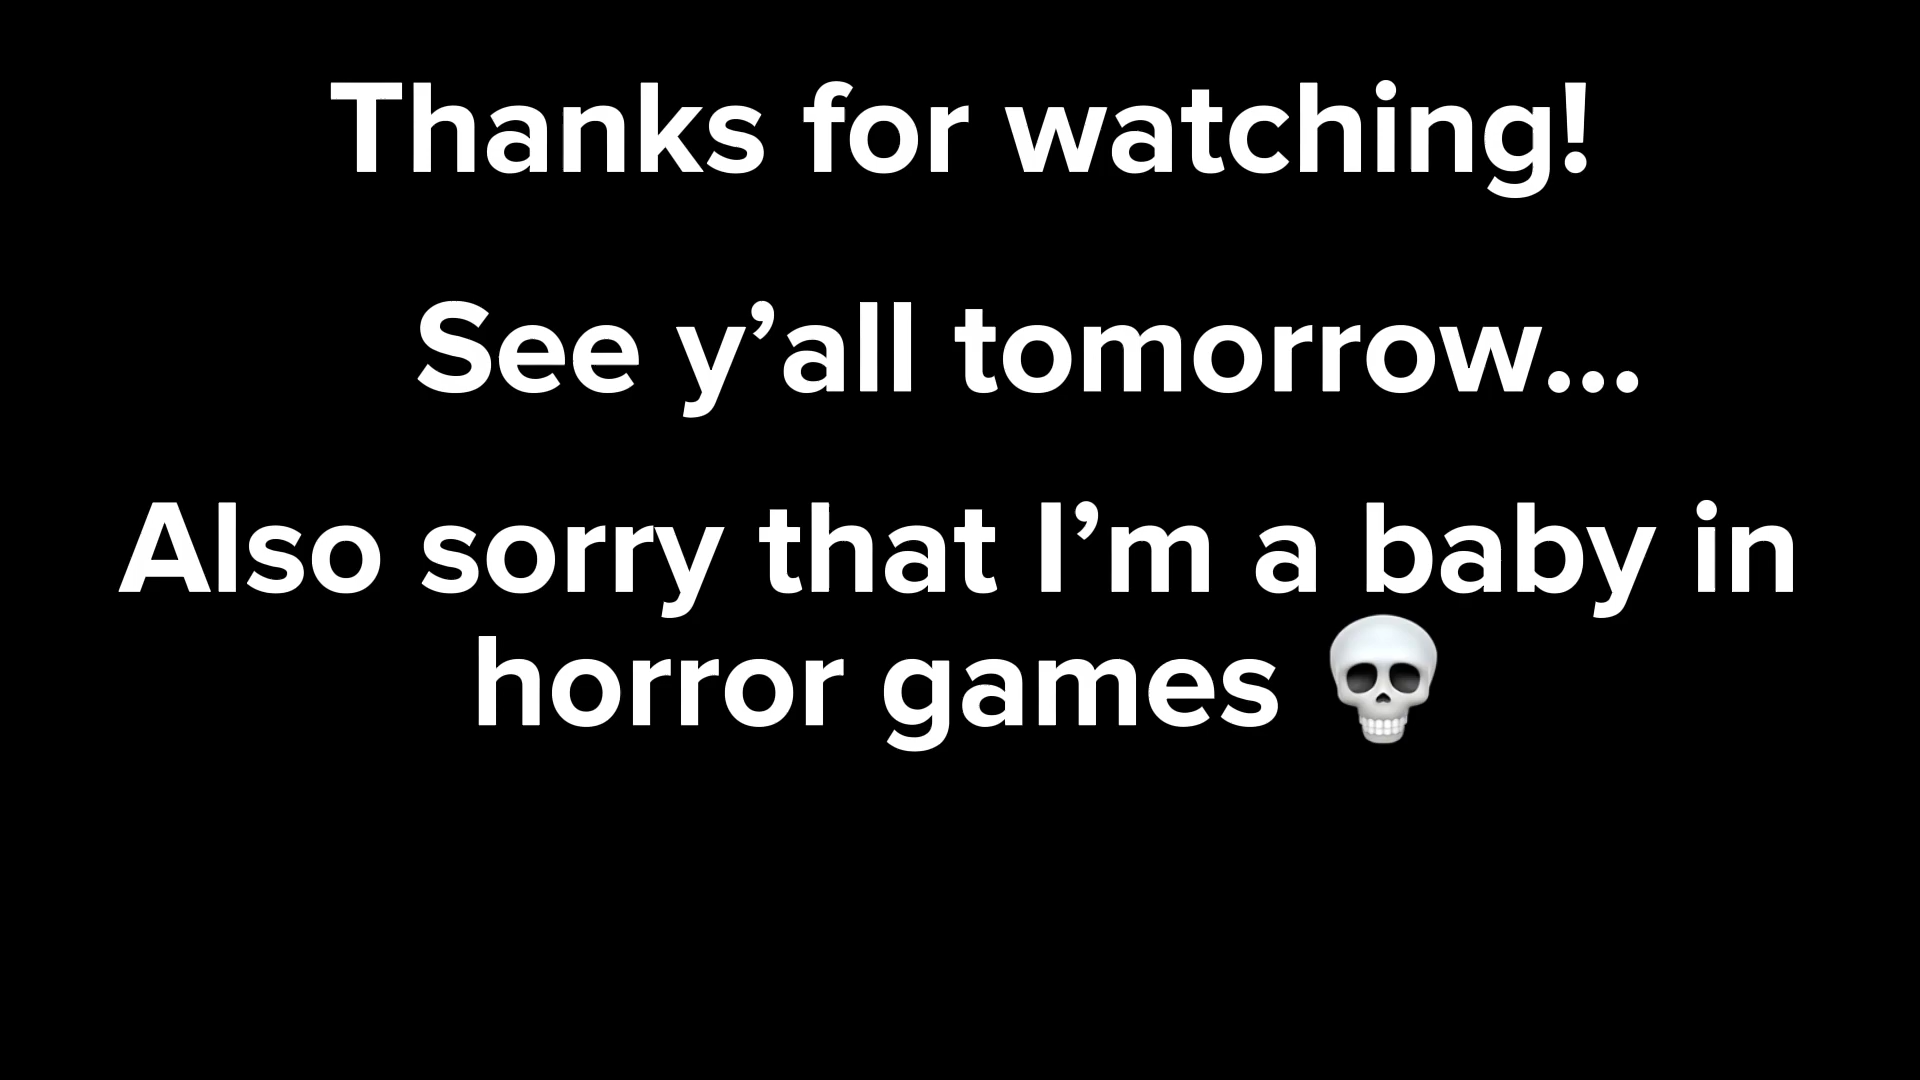 Thanks for watching!
See y’all tomorrow...
Also sorry that I’m a baby in
horror games 💀